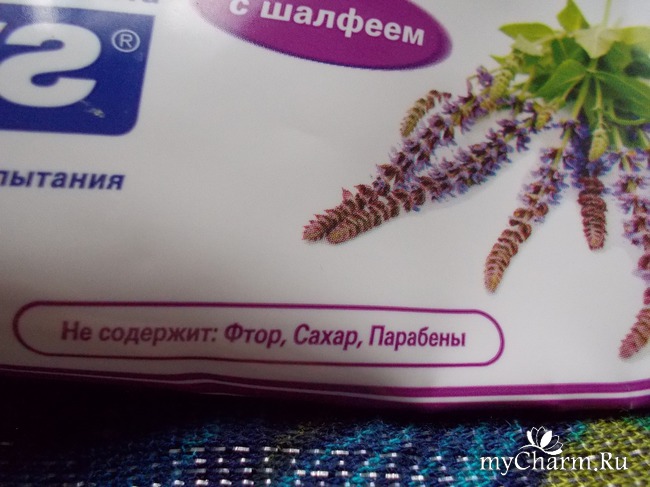 с шалфеем
®
пытания
Не содержит: Фтор, Сахар, Парабены
myCharm.Ru